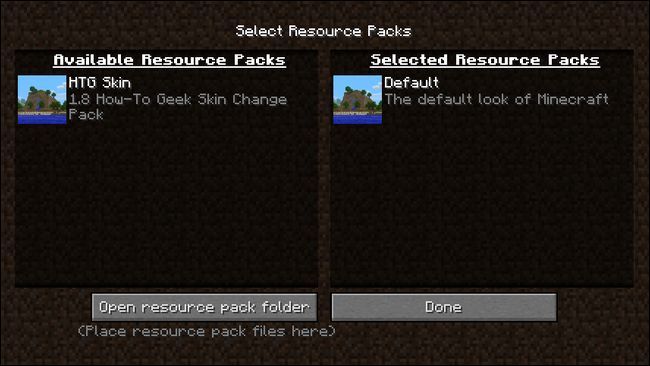 Select Resource Packs
Available Resource Packs
HTG Skin
1.8 How-To Geek Skin Change
Pack
Selected Resource Packs
Default
The default look of Minecraft
Open resource pack folder
Done
(Place resource pack files here)